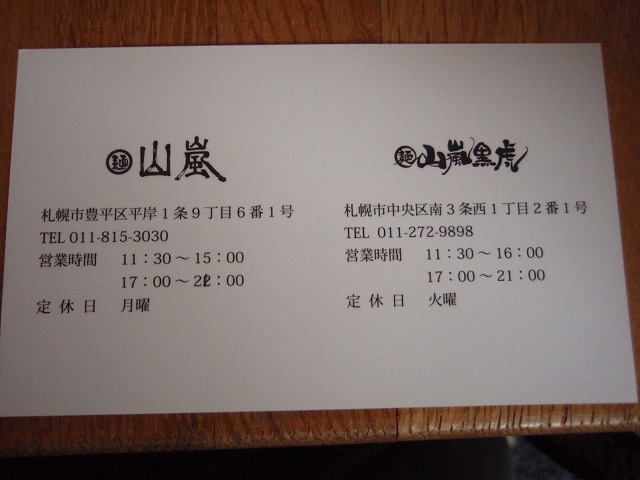 麺 山嵐
札幌市豊平区平岸1条9丁目6番1号
TEL 011-815-3030
営業時間 11:30～15:00
17:00～22:00
定休日 月曜
麺 山嵐黒虎
札幌市中央区南3条西1丁目2番1号
TEL 011-272-9898
営業時間 11:30～16:00
17:00～21:00
定休日 火曜